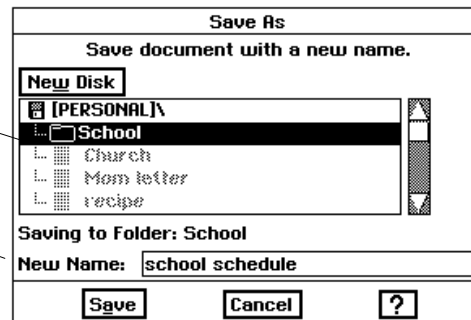 Save As
Save document with a new name.
New Disk
[PERSONAL]\
School
Church
Mom letter
recipe
Saving to Folder: School
New Name: school schedule
Save Cancel ?